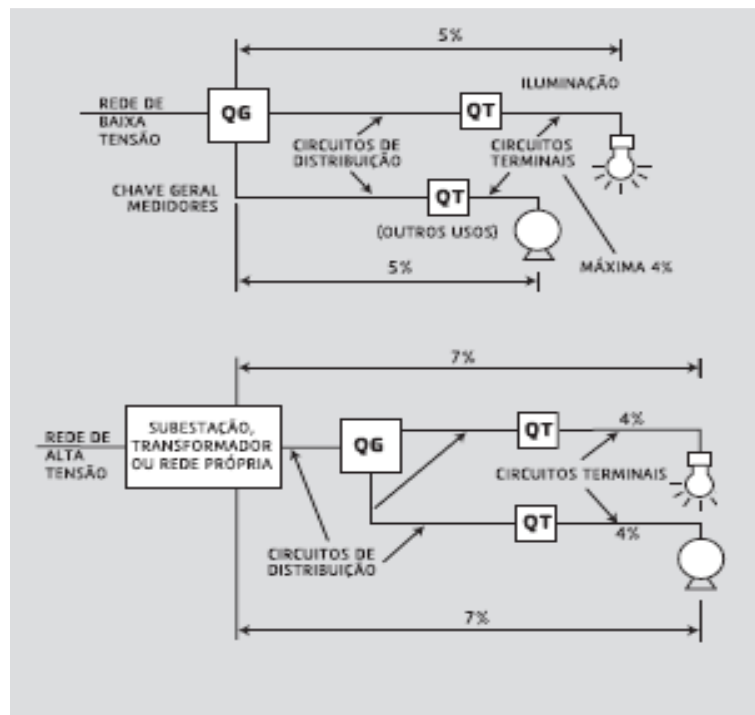 5%
ILUMINAÇÃO
REDE DE
BAIXA
TENSÃO
QG
QT
CIRCUITOS DE
DISTRIBUIÇÃO
CIRCUITOS
TERMINAIS
CHAVE GERAL
MEDIDORES
QT
(OUTROS USOS)
5%
MÁXIMA 4%
7%
REDE DE
ALTA
TENSÃO
SUBESTAÇÃO,
TRANSFORMADOR
OU REDE PRÓPRIA
QG
QT
4%
CIRCUITOS TERMINAIS
QT
4%
CIRCUITOS DE
DISTRIBUIÇÃO
7%